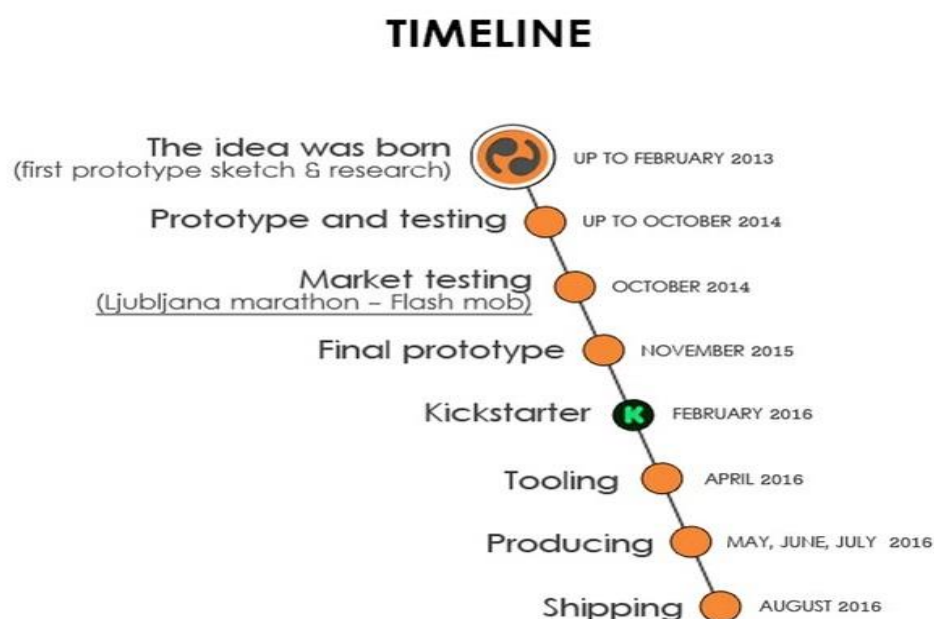 TIMELINE
The idea was born
(first prototype sketch & research)
UP TO FEBRUARY 2013
Prototype and testing
UP TO OCTOBER 2014
Market testing
(Ljubljana marathon – Flash mob)
OCTOBER 2014
Final prototype
NOVEMBER 2015
Kickstarter
K
FEBRUARY 2016
Tooling
APRIL 2016
Producing
MAY, JUNE, JULY 2016
Shipping
AUGUST 2016